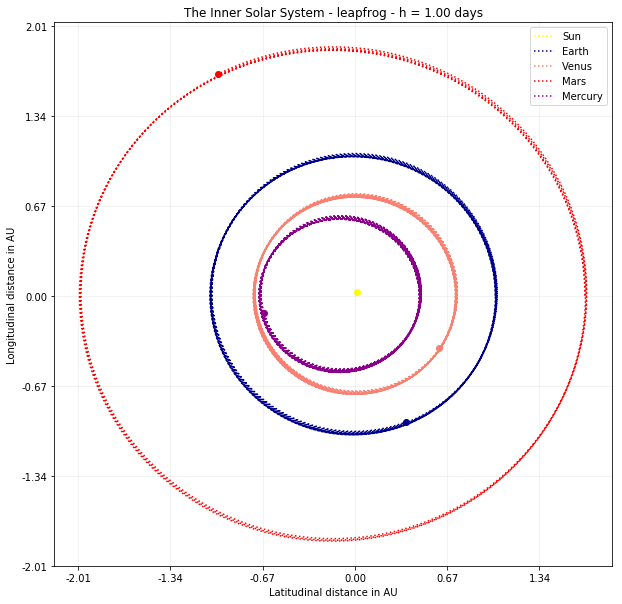 The Inner Solar System - leapfrog - h = 1.00 days
Sun
Earth
Venus
Mars
Mercury
2.01
1.34
0.67
0.00
-0.67
-1.34
-2.01
Longitudinal distance in AU
-2.01 -1.34 -0.67 0.00 0.67 1.34
Latitudinal distance in AU